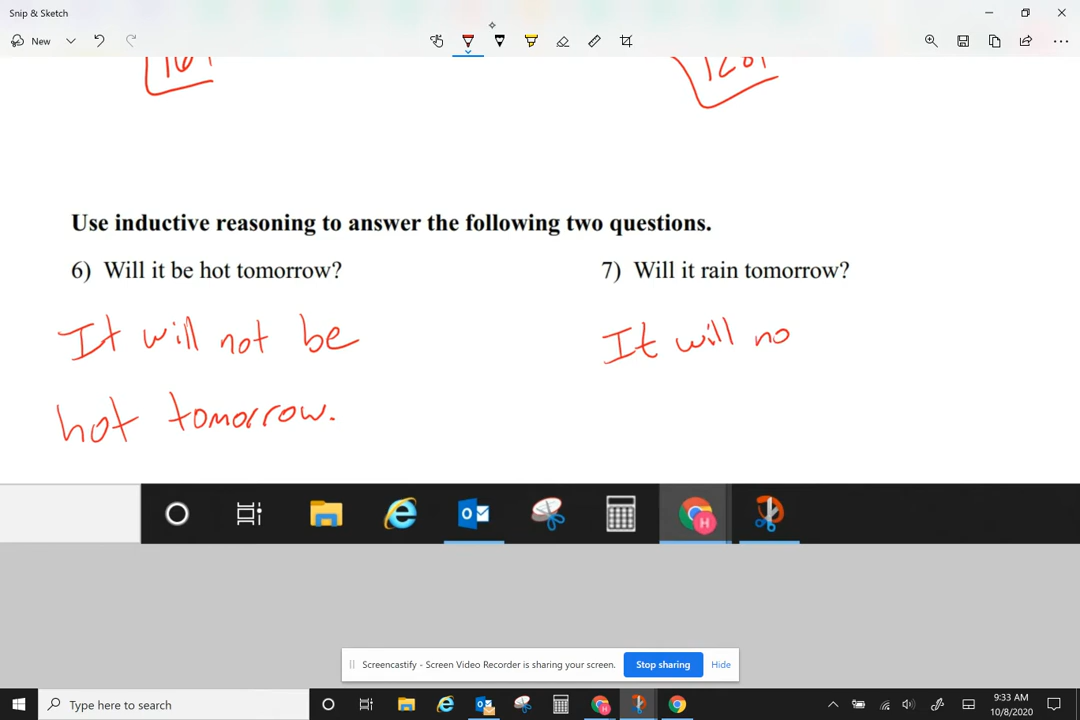 Snip & Sketch
New
Use inductive reasoning to answer the following two questions.
6) Will it be hot tomorrow?
7) Will it rain tomorrow?
It will not be
hot tomorrow.
It will no
Screencastify - Screen Video Recorder is sharing your screen.
Stop sharing
Hide
Type here to search
9:33 AM
10/8/2020